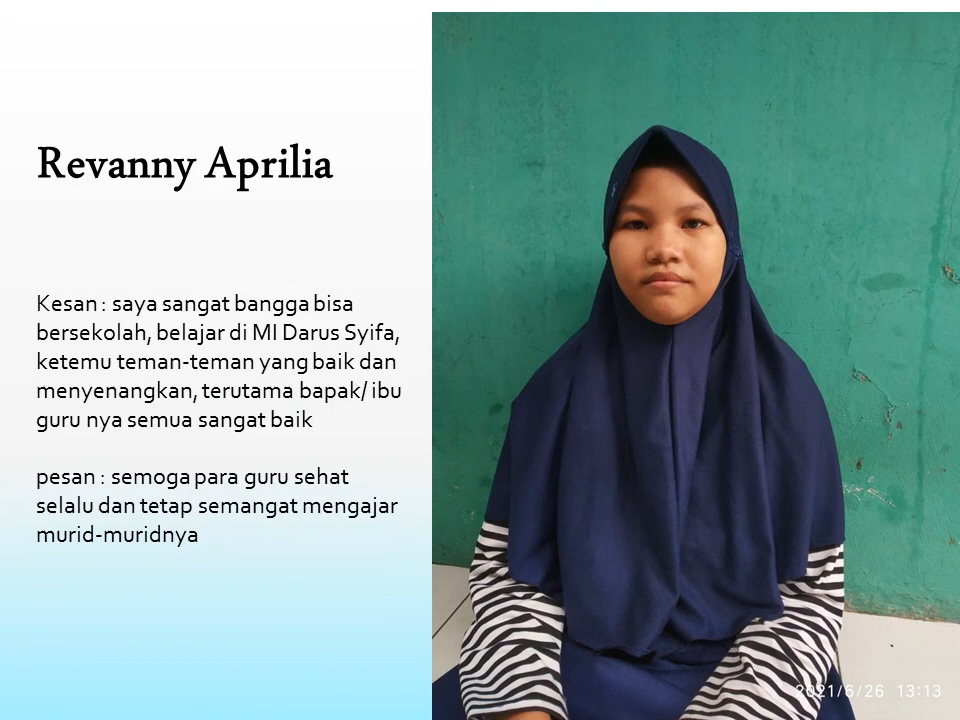 Revanny Aprilia
Kesan : saya sangat bangga bisa
bersekolah, belajar di MI Darus Syifa,
ketemu teman-teman yang baik dan
menyenangkan, terutama bapak/ ibu
guru nya semua sangat baik
pesan : semoga para guru sehat
selalu dan tetap semangat mengajar
murid-muridnya
2021/6/26 13:13